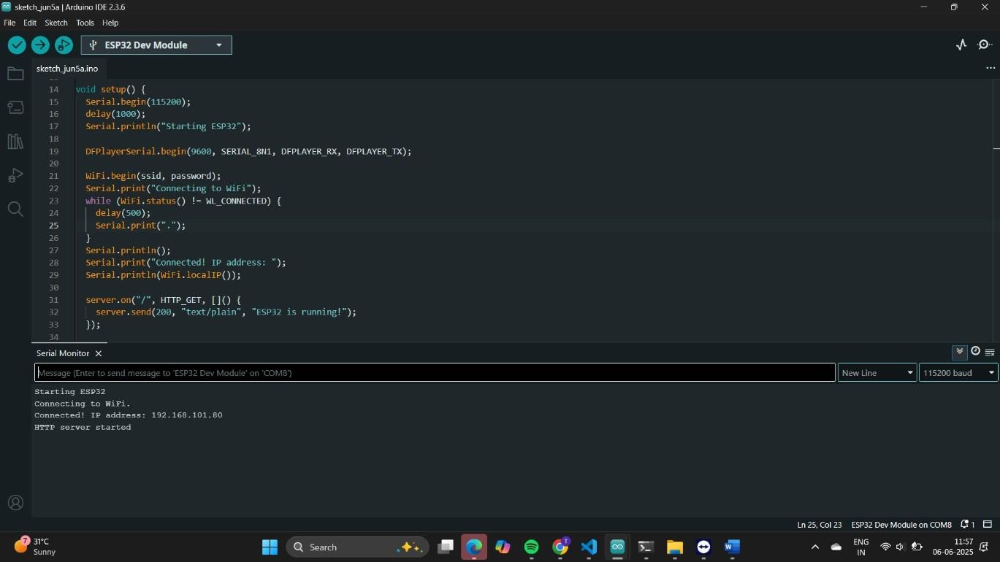 sketch_jun5a | Arduino IDE 2.3.6
File Edit Sketch Tools Help
ESP32 Dev Module
sketch_jun5a.ino
14 void setup() {
15 Serial.begin(115200);
16 delay(1000);
17 Serial.println("Starting ESP32");
18
19 DFPlayerSerial.begin(9600, SERIAL_8N1, DFPLAYER_RX, DFPLAYER_TX);
20
21 WiFi.begin(ssid, password);
22 Serial.print("Connecting to WiFi");
23 while (WiFi.status() != WL_CONNECTED) {
24 delay(500);
25 Serial.print(".");
26 }
27 Serial.println();
28 Serial.print("Connected! IP address: ");
29 Serial.println(WiFi.localIP());
30
31 server.on("/", HTTP_GET, []() {
32 server.send(200, "text/plain", "ESP32 is running!");
33 });
34
Serial Monitor
Message (Enter to send message to 'ESP32 Dev Module' on 'COM8')
New Line
115200 baud
Starting ESP32
Connecting to WiFi.
Connected! IP address: 192.168.101.80
HTTP server started
Ln 25, Col 23 ESP32 Dev Module on COM8 1
7
31°C
Sunny
Search
T
ENG
IN
11:57
06-06-2025